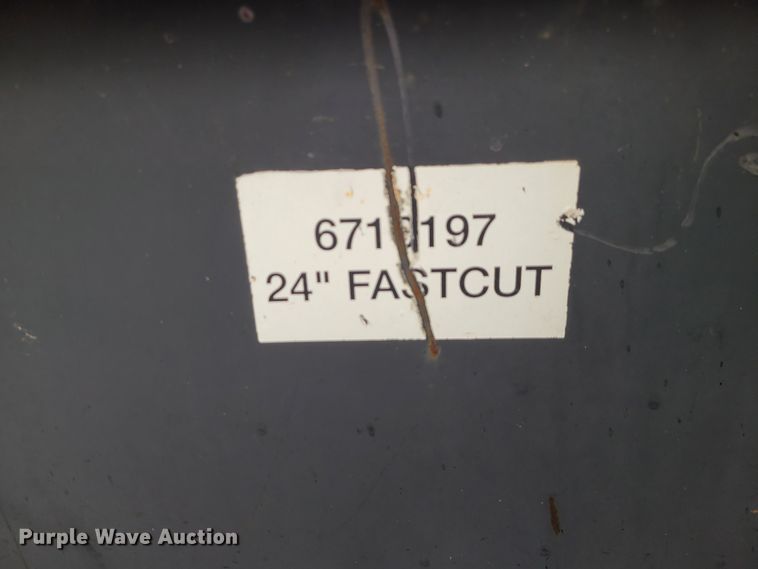 24" FASTCUT
Purple Wave Auction